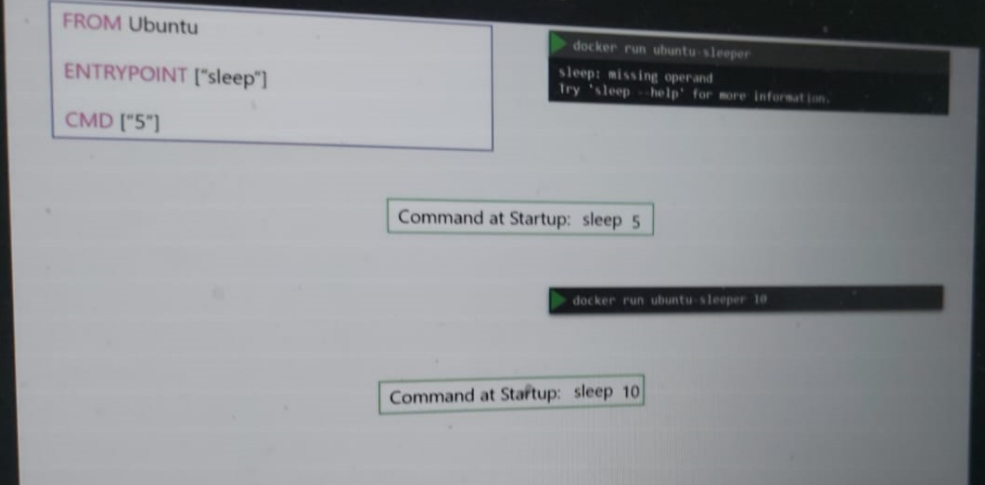 FROM Ubuntu
ENTRYPOINT ["sleep"]
CMD ["5"]
docker run ubuntu-sleeper
sleep: missing operand
Try 'sleep --help' for more information.
Command at Startup: sleep 5
docker run ubuntu-sleeper 10
Command at Startup: sleep 10